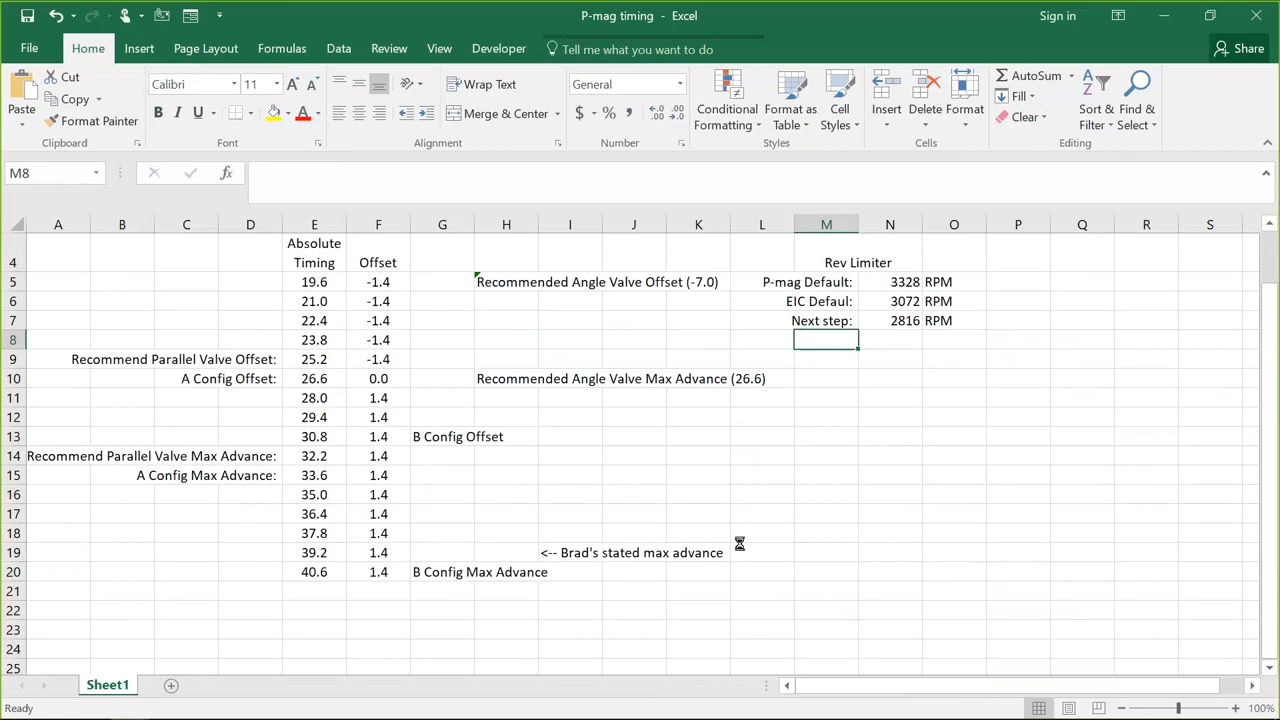 P-mag timing - Excel
Sign in
File Home Insert Page Layout Formulas Data Review View Developer Tell me what you want to do Share
Paste
Cut
Copy
Format Painter
Clipboard
Calibri 11
B I U A
Font
Wrap Text
Merge & Center
Alignment
General
$ % ,
Number
Conditional Formatting
Format as Table
Cell Styles
Styles
Insert Delete Format
Cells
AutoSum
Fill
Clear
Sort & Filter
Find & Select
Editing
M8 fx
A B C D E F G H I J K L M N O P Q R S
4 Absolute Timing Offset Rev Limiter
5 19.6 -1.4 Recommended Angle Valve Offset (-7.0) P-mag Default: 3328 RPM
6 21.0 -1.4 EIC Defaul: 3072 RPM
7 22.4 -1.4 Next step: 2816 RPM
8 23.8 -1.4
9 Recommend Parallel Valve Offset: 25.2 -1.4
10 A Config Offset: 26.6 0.0 Recommended Angle Valve Max Advance (26.6)
11 28.0 1.4
12 29.4 1.4
13 30.8 1.4 B Config Offset
14 Recommend Parallel Valve Max Advance: 32.2 1.4
15 A Config Max Advance: 33.6 1.4
16 35.0 1.4
17 36.4 1.4
18 37.8 1.4
19 39.2 1.4 <-- Brad's stated max advance
20 40.6 1.4 B Config Max Advance
21
22
23
24
25
Sheet1
Ready
100%